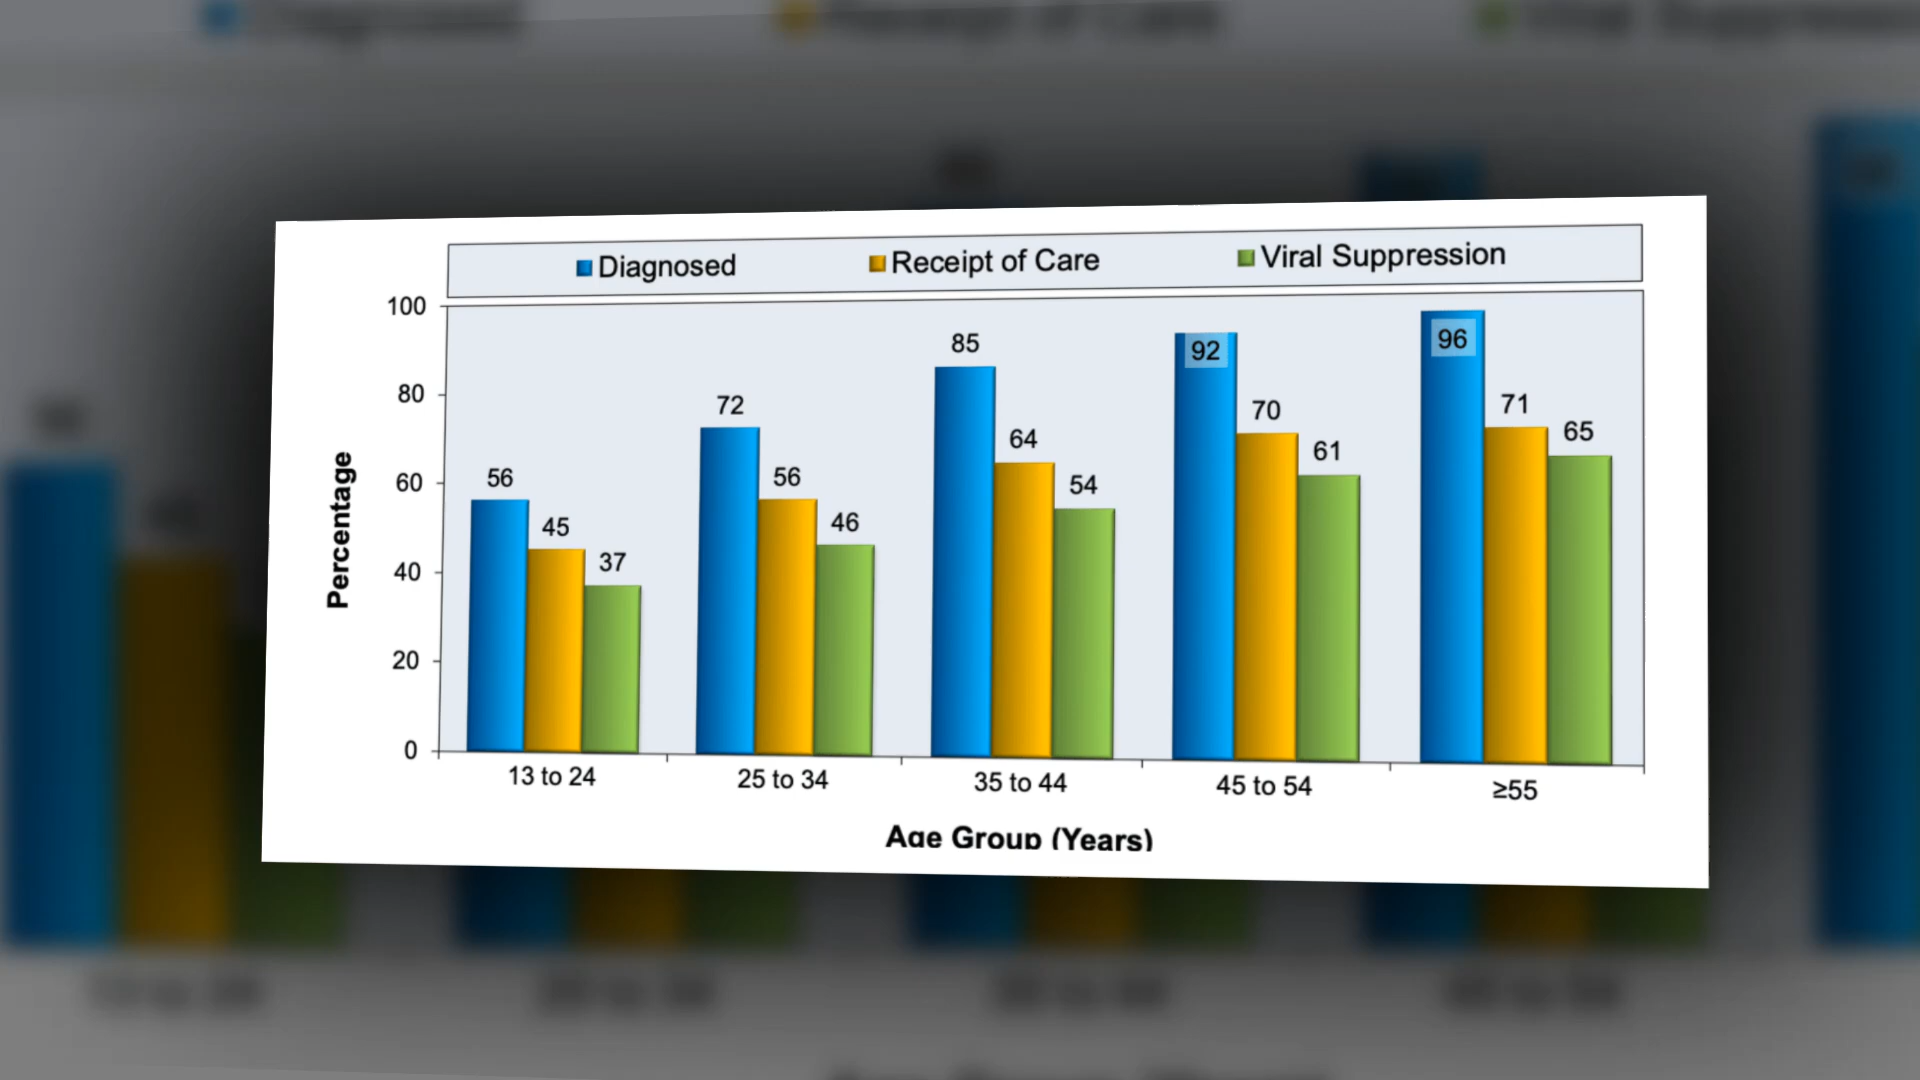 Diagnosed Receipt of Care Viral Suppression
100
80
60
40
20
0
Percentage
56 45 37
72 56 46
85 64 54
92 70 61
96 71 65
13 to 24 25 to 34 35 to 44 45 to 54 ≥55
Age Group (Years)